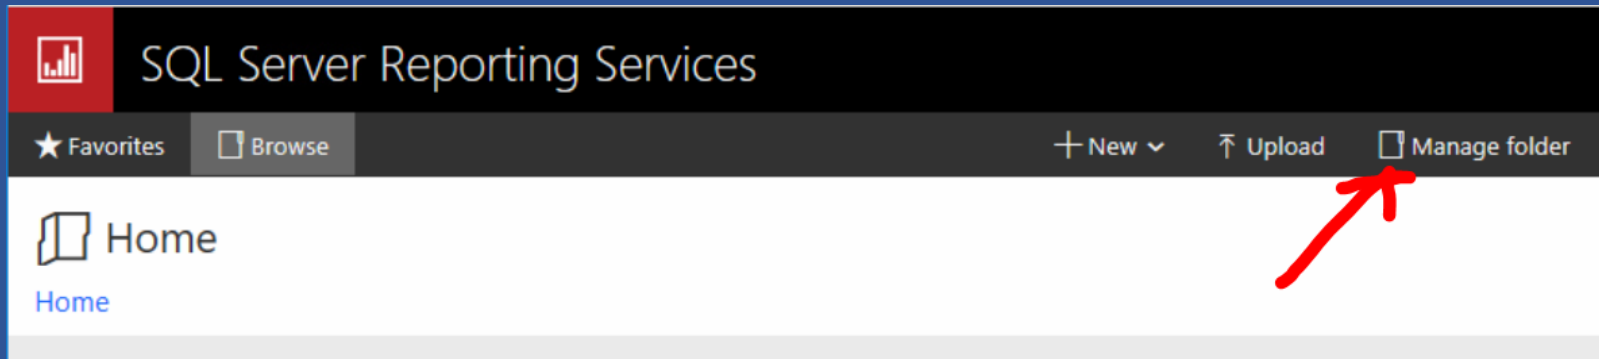 SQL Server Reporting Services
Favorites Browse New Upload Manage folder
Home
Home